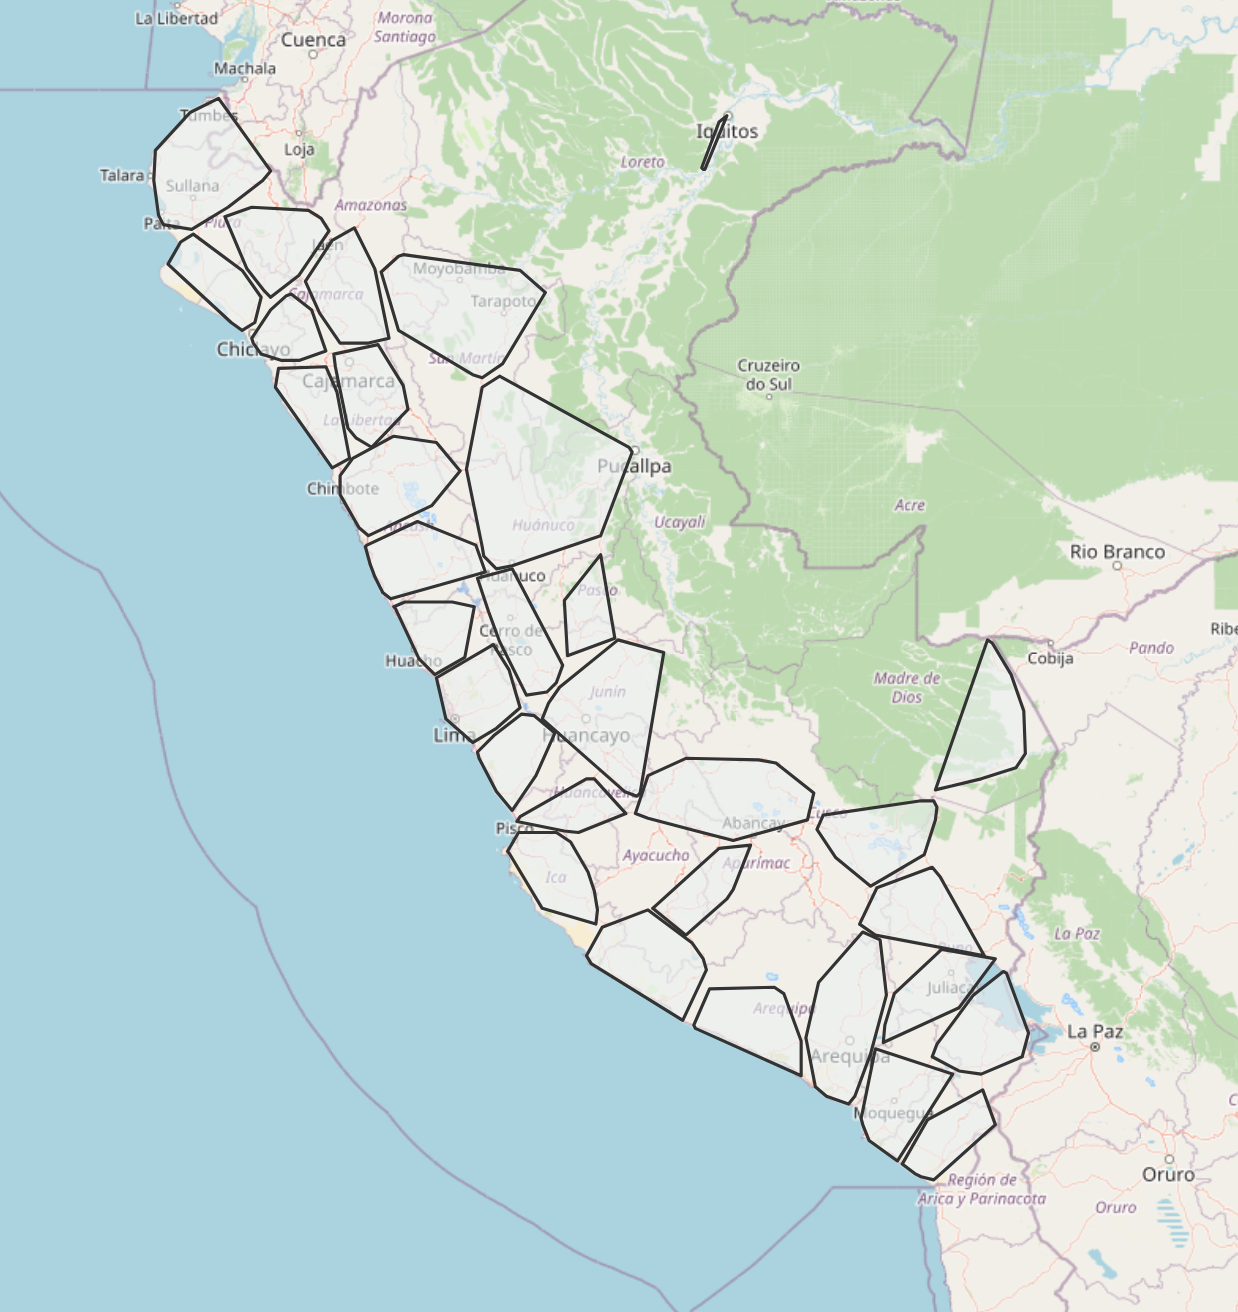 La Libertad
Morona
Santiago
Cuenca
Machala
Tumbes
Loja
Iquitos
Loreto
Talara
Sullana
Amazonas
Paita
Piura
Jaén
Moyobamba
Cajamarca
Tarapoto
Chiclayo
San Martín
Cruzeiro
do Sul
Cajamarca
La Libertad
Pucallpa
Chimbote
Acre
Huánuco
Ucayali
Áncash
Rio Branco
Huánuco
Pasco
Cerro de
Pasco
Ribe
Pando
Huacho
Cobija
Madre de
Dios
Junín
Lima
Huancayo
Huancavelica
Cusco
Pisco
Abancay
Ayacucho
Apurímac
Ica
La Paz
Puno
Juliaca
Arequipa
La Paz
Arequipa
Moquegua
Oruro
Región de
Arica y Parinacota
Oruro